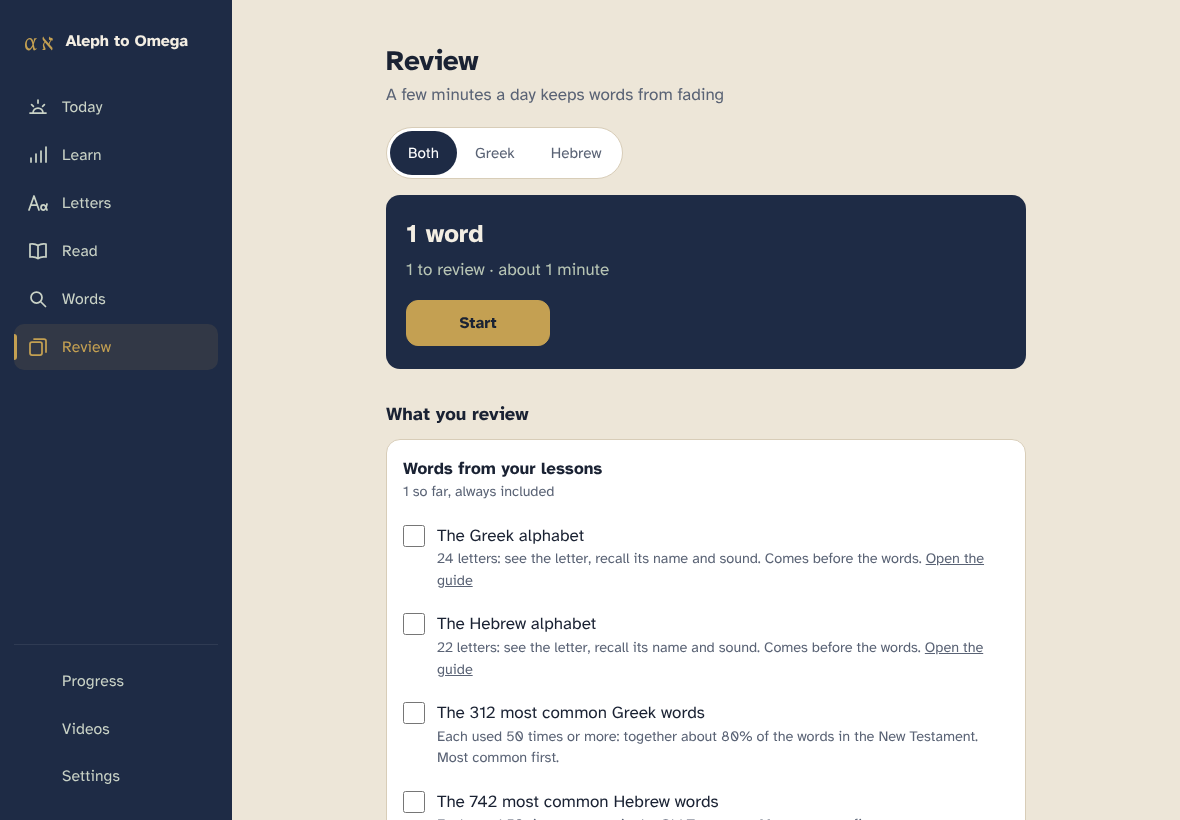 α א Aleph to Omega
Today
Learn
Letters
Read
Words
Review
Progress
Videos
Settings
Review
A few minutes a day keeps words from fading
Both Greek Hebrew
1 word
1 to review · about 1 minute
Start
What you review
Words from your lessons
1 so far, always included
The Greek alphabet
24 letters: see the letter, recall its name and sound. Comes before the words. Open the
guide
The Hebrew alphabet
22 letters: see the letter, recall its name and sound. Comes before the words. Open the
guide
The 312 most common Greek words
Each used 50 times or more: together about 80% of the words in the New Testament.
Most common first.
The 742 most common Hebrew words